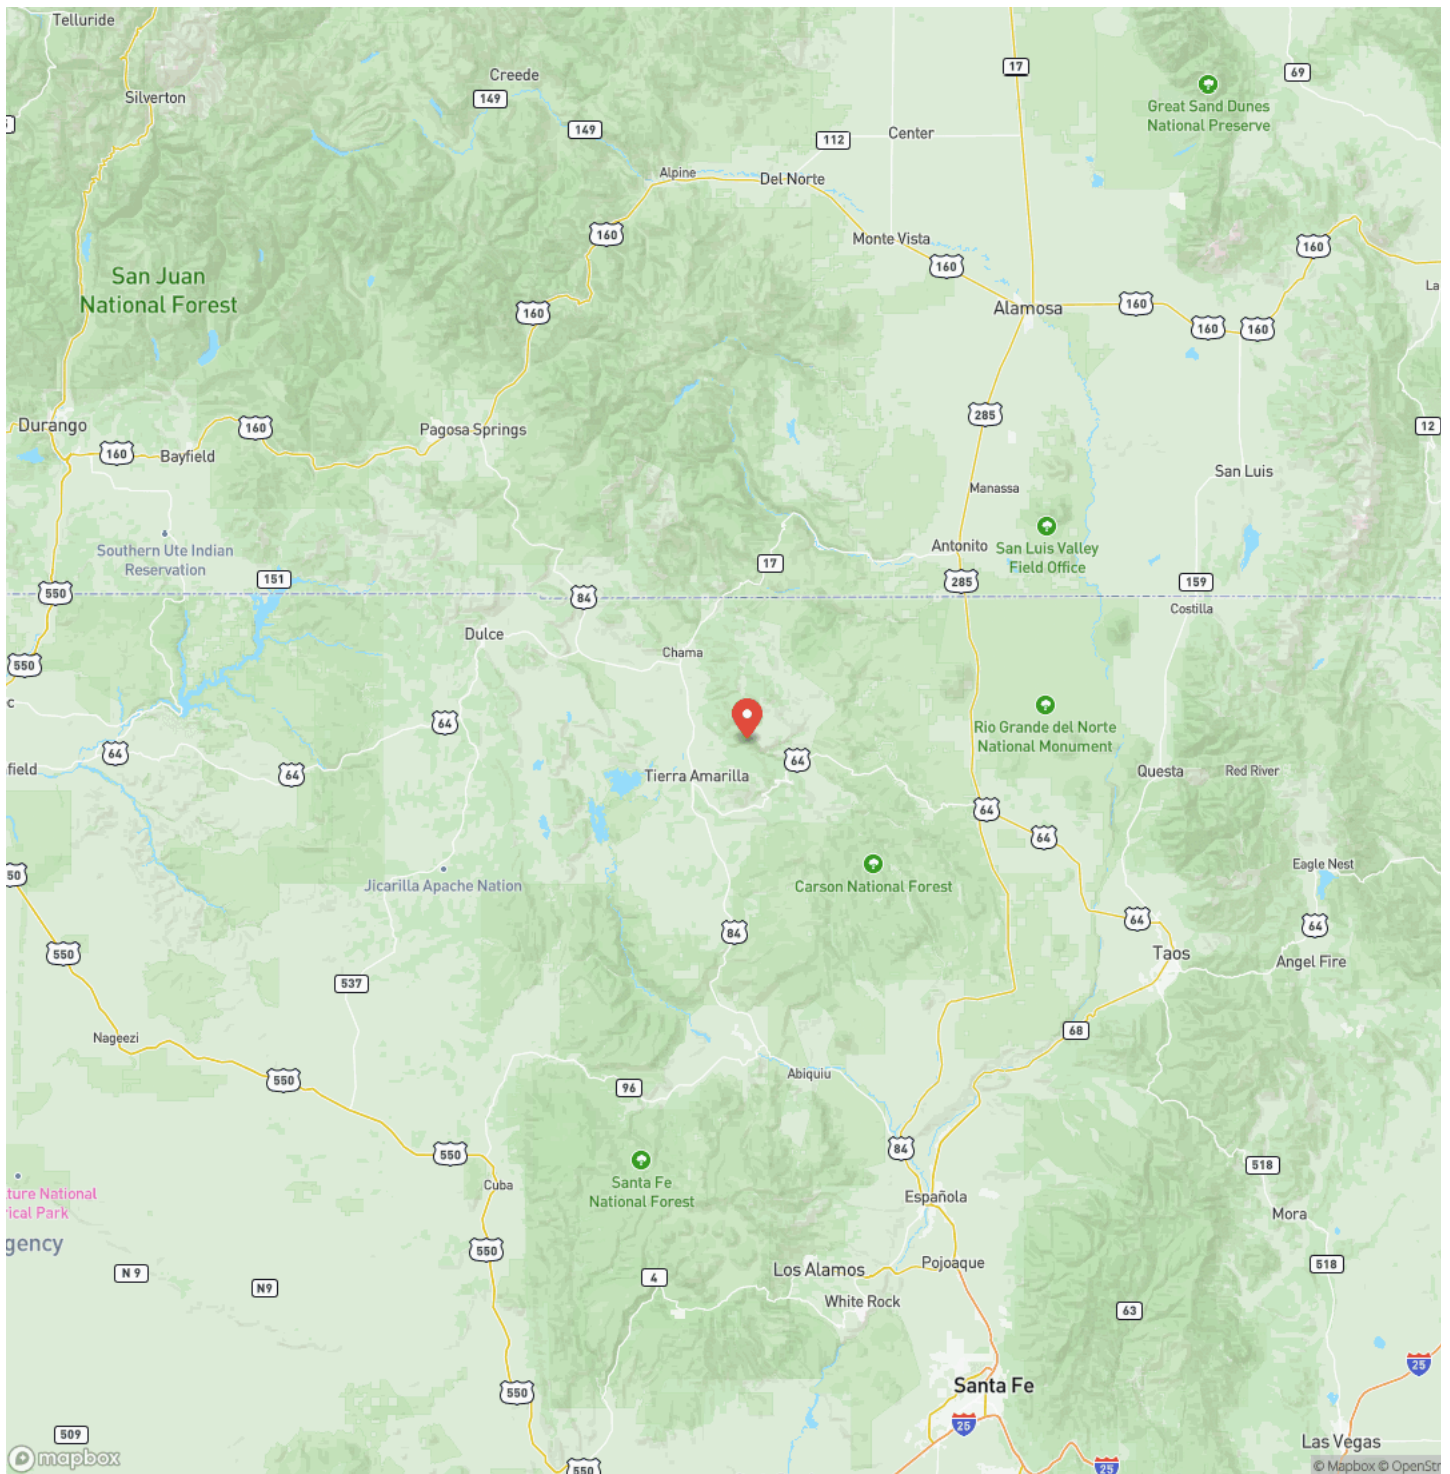 Telluride
Silverton
Creede
149
149
17
69
Great Sand Dunes
National Preserve
112
Center
Alpine
Del Norte
160
Monte Vista
160
160
San Juan
National Forest
160
Alamosa
160
160
160
La
285
Durango
160
160
Bayfield
Pagosa Springs
12
San Luis
Manassa
Southern Ute Indian
Reservation
Antonito
San Luis Valley
Field Office
17
151
550
84
285
159
Costilla
Dulce
Chama
550
c
64
Rio Grande del Norte
National Monument
64
64
64
field
Tierra Amarilla
Questa
Red River
64
64
50
Jicarilla Apache Nation
Carson National Forest
Eagle Nest
64
64
84
550
Taos
Angel Fire
537
Nageezi
68
550
96
Abiquiu
84
550
518
Cuba
Santa Fe
National Forest
Española
ture National
rical Park
gency
Mora
550
N 9
N9
4
Los Alamos
Pojoaque
518
White Rock
63
25
Santa Fe
550
25
509
Las Vegas
mapbox
550
25
© Mapbox © OpenStr